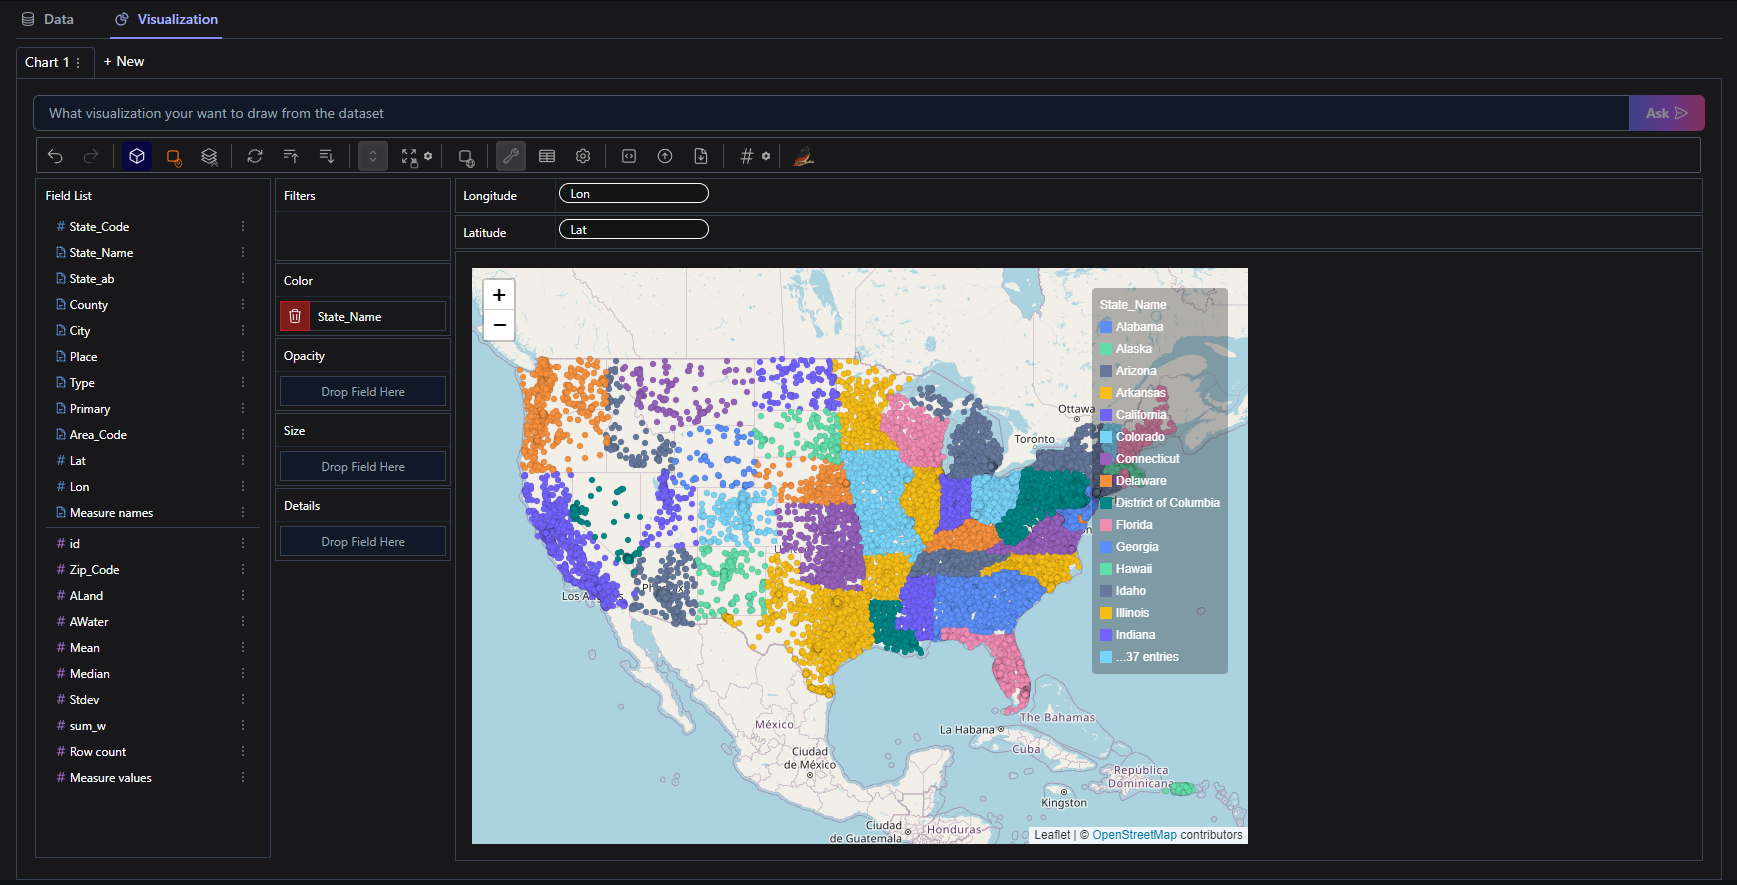 Data
Visualization
Chart 1
+ New
What visualization your want to draw from the dataset
Ask
Field List
# State_Code
State_Name
State_ab
County
City
Place
Type
Primary
Area_Code
# Lat
# Lon
Measure names
# id
# Zip_Code
# ALand
# AWater
# Mean
# Median
# Stdev
# sum_w
# Row count
# Measure values
Filters
Color
State_Name
Opacity
Drop Field Here
Size
Drop Field Here
Details
Drop Field Here
Longitude
Lon
Latitude
Lat
+
−
State_Name
Alabama
Alaska
Arizona
Arkansas
California
Colorado
Connecticut
Delaware
District of Columbia
Florida
Georgia
Hawaii
Idaho
Illinois
Indiana
...37 entries
Ottawa
Toronto
México
Ciudad
de México
La Habana
The Bahamas
Cuba
República
Dominicana
Kingston
Ciudad
de Guatemala
Honduras
Leaflet | © OpenStreetMap contributors